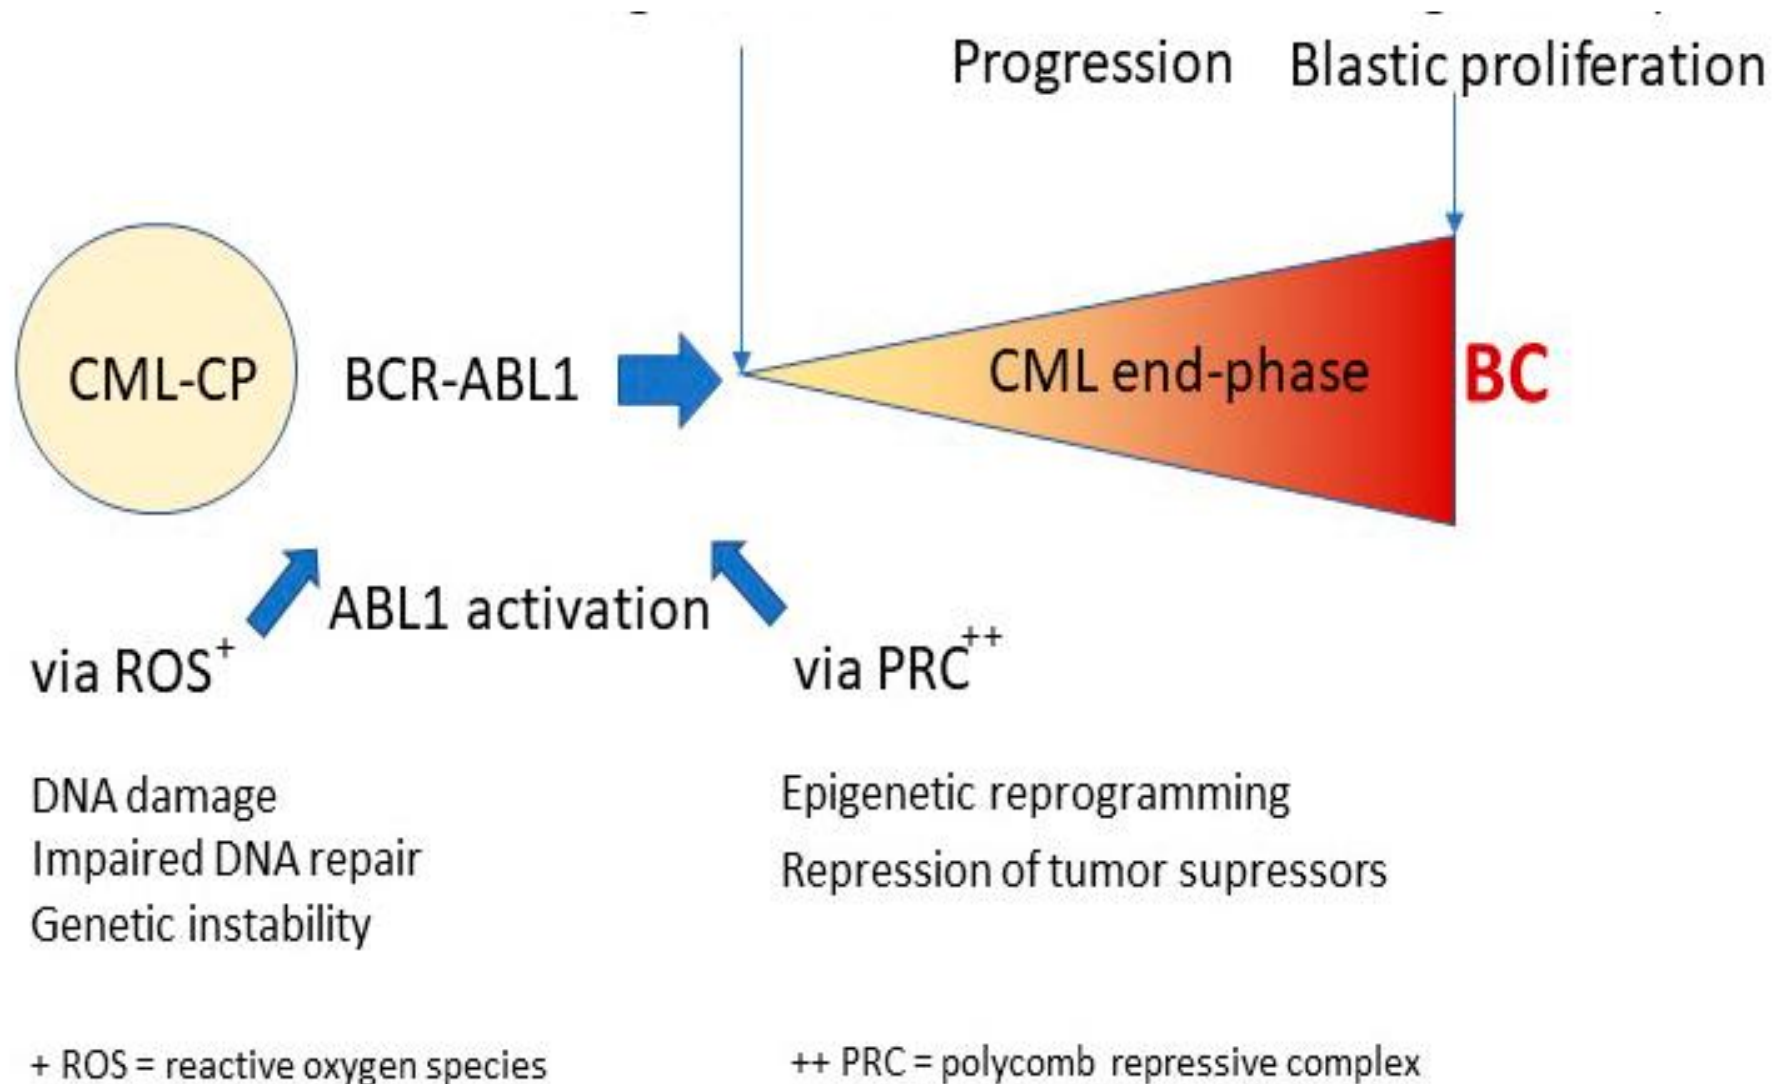 Progression
Blastic proliferation
CML-CP
BCR-ABL1
CML end-phase
BC
ABL1 activation
via ROS+
via PRC++
DNA damage
Impaired DNA repair
Genetic instability
Epigenetic reprogramming
Repression of tumor supressors
+ ROS = reactive oxygen species
++ PRC = polycomb repressive complex